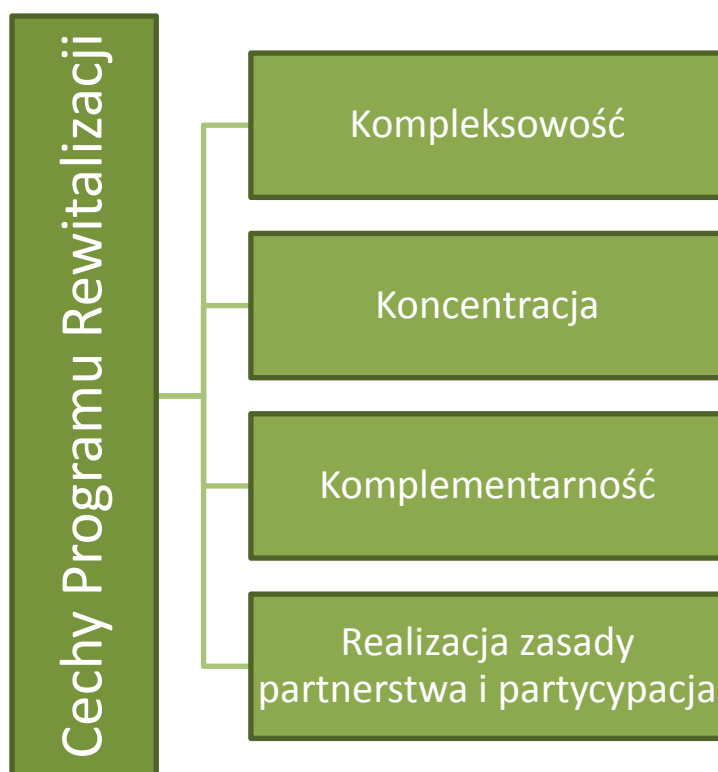 Cechy Programu Rewitalizacji
Kompleksowość
Koncentracja
Komplementarność
Realizacja zasady
partnerstwa i partycypacja